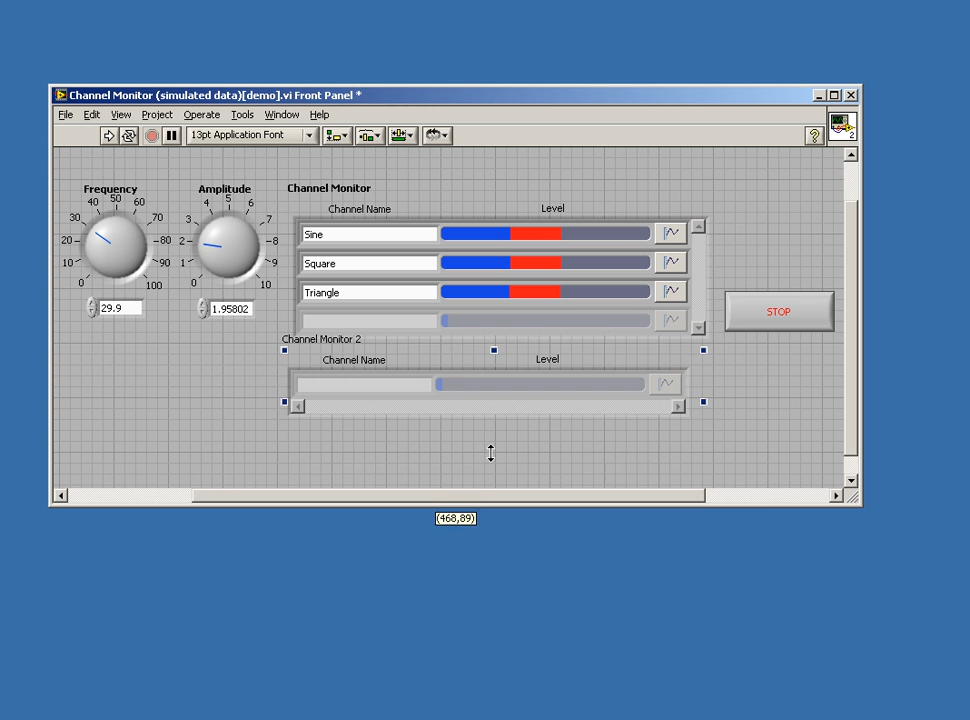 Channel Monitor (simulated data)[demo].vi Front Panel *
File Edit View Project Operate Tools Window Help
13pt Application Font
?
2
Frequency
0 10 20 30 40 50 60 70 80 90 100
29.9
Amplitude
0 1 2 3 4 5 6 7 8 9 10
1.95802
Channel Monitor
Channel Name Level
Sine
Square
Triangle
STOP
Channel Monitor 2
Channel Name Level
(468,89)